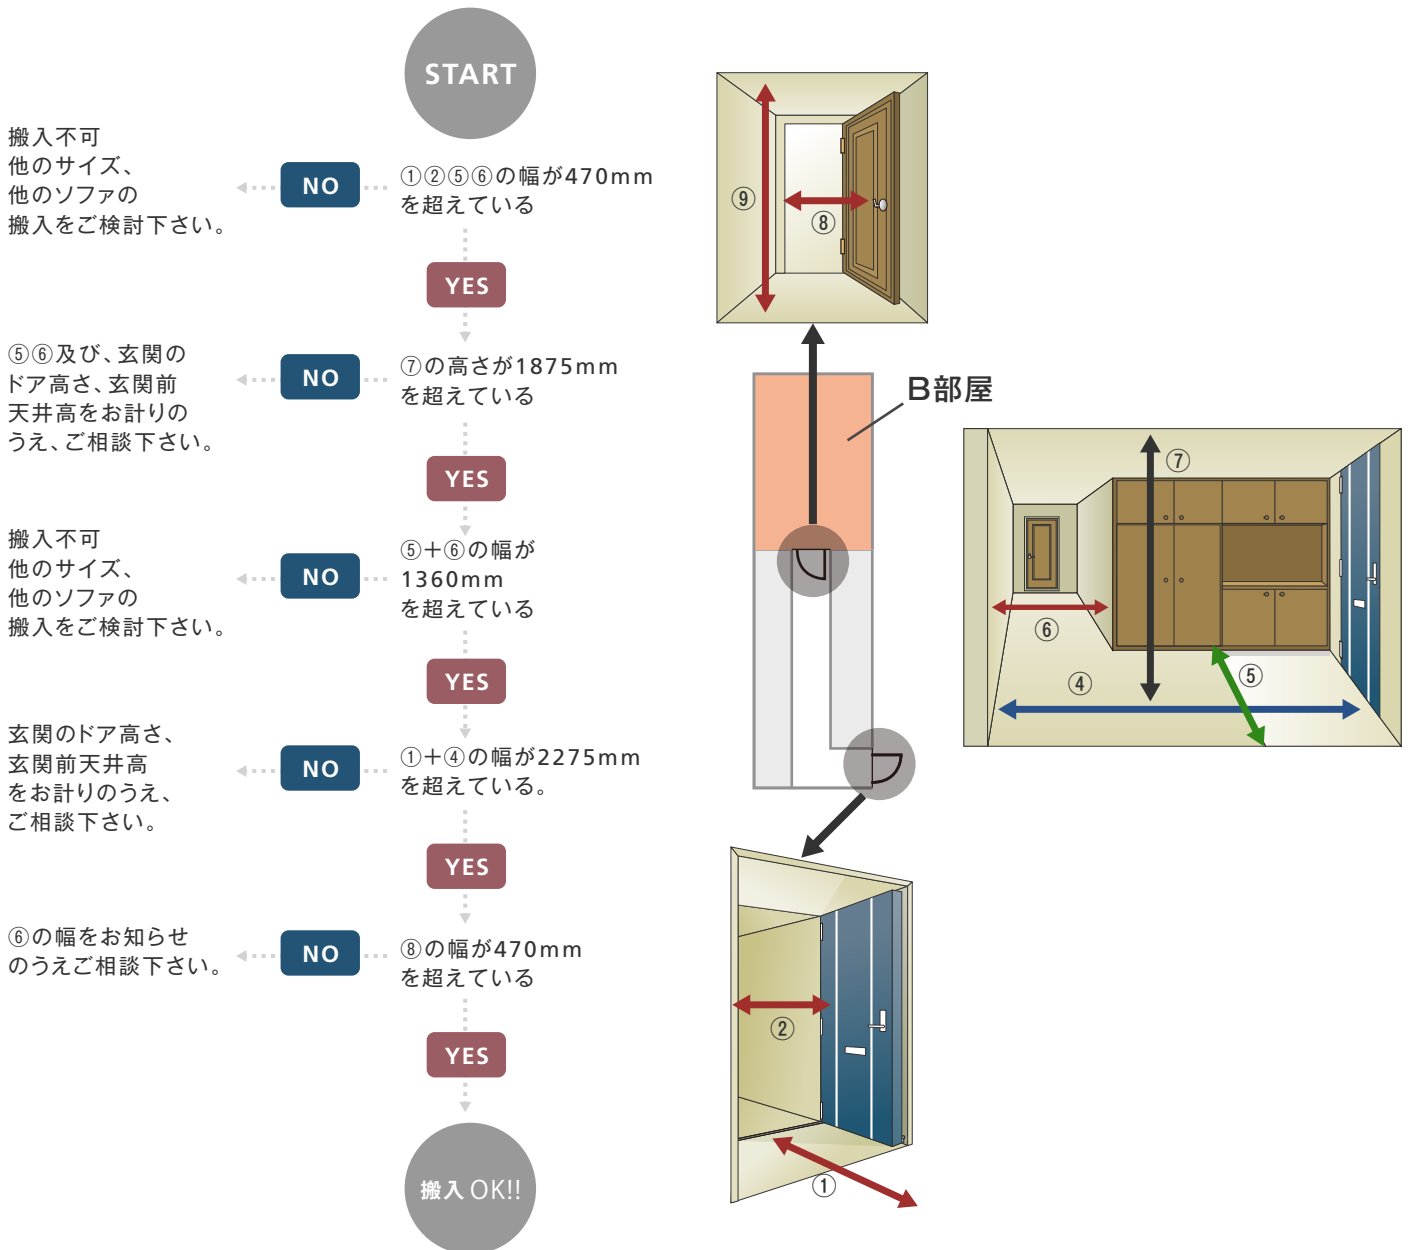 START
搬入不可
他のサイズ、
他のソファの
搬入をご検討下さい。
NO
①②⑤⑥の幅が470mm
を超えている
YES
⑤⑥及び、玄関の
ドア高さ、玄関前
天井高をお計りの
うえ、ご相談下さい。
NO
⑦の高さが1875mm
を超えている
YES
搬入不可
他のサイズ、
他のソファの
搬入をご検討下さい。
NO
⑤＋⑥の幅が
1360mm
を超えている
YES
玄関のドア高さ、
玄関前天井高
をお計りのうえ、
ご相談下さい。
NO
①＋④の幅が2275mm
を超えている。
YES
⑥の幅をお知らせ
のうえご相談下さい。
NO
⑧の幅が470mm
を超えている
YES
搬入OK!!
⑨
⑧
B部屋
⑦
⑥
④
⑤
②
①